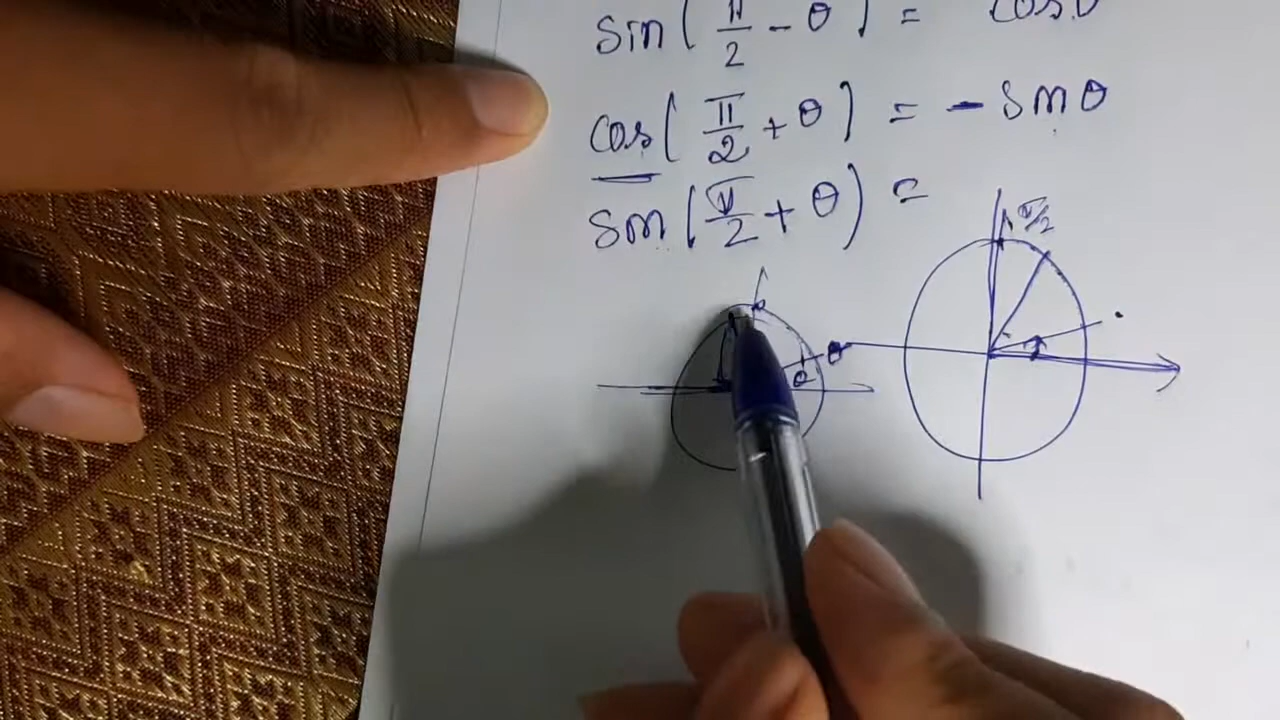 sin( π/2 - θ ) = cosθ
cos( π/2 + θ ) = - sinθ
sin( π/2 + θ ) =
π/2
θ
θ